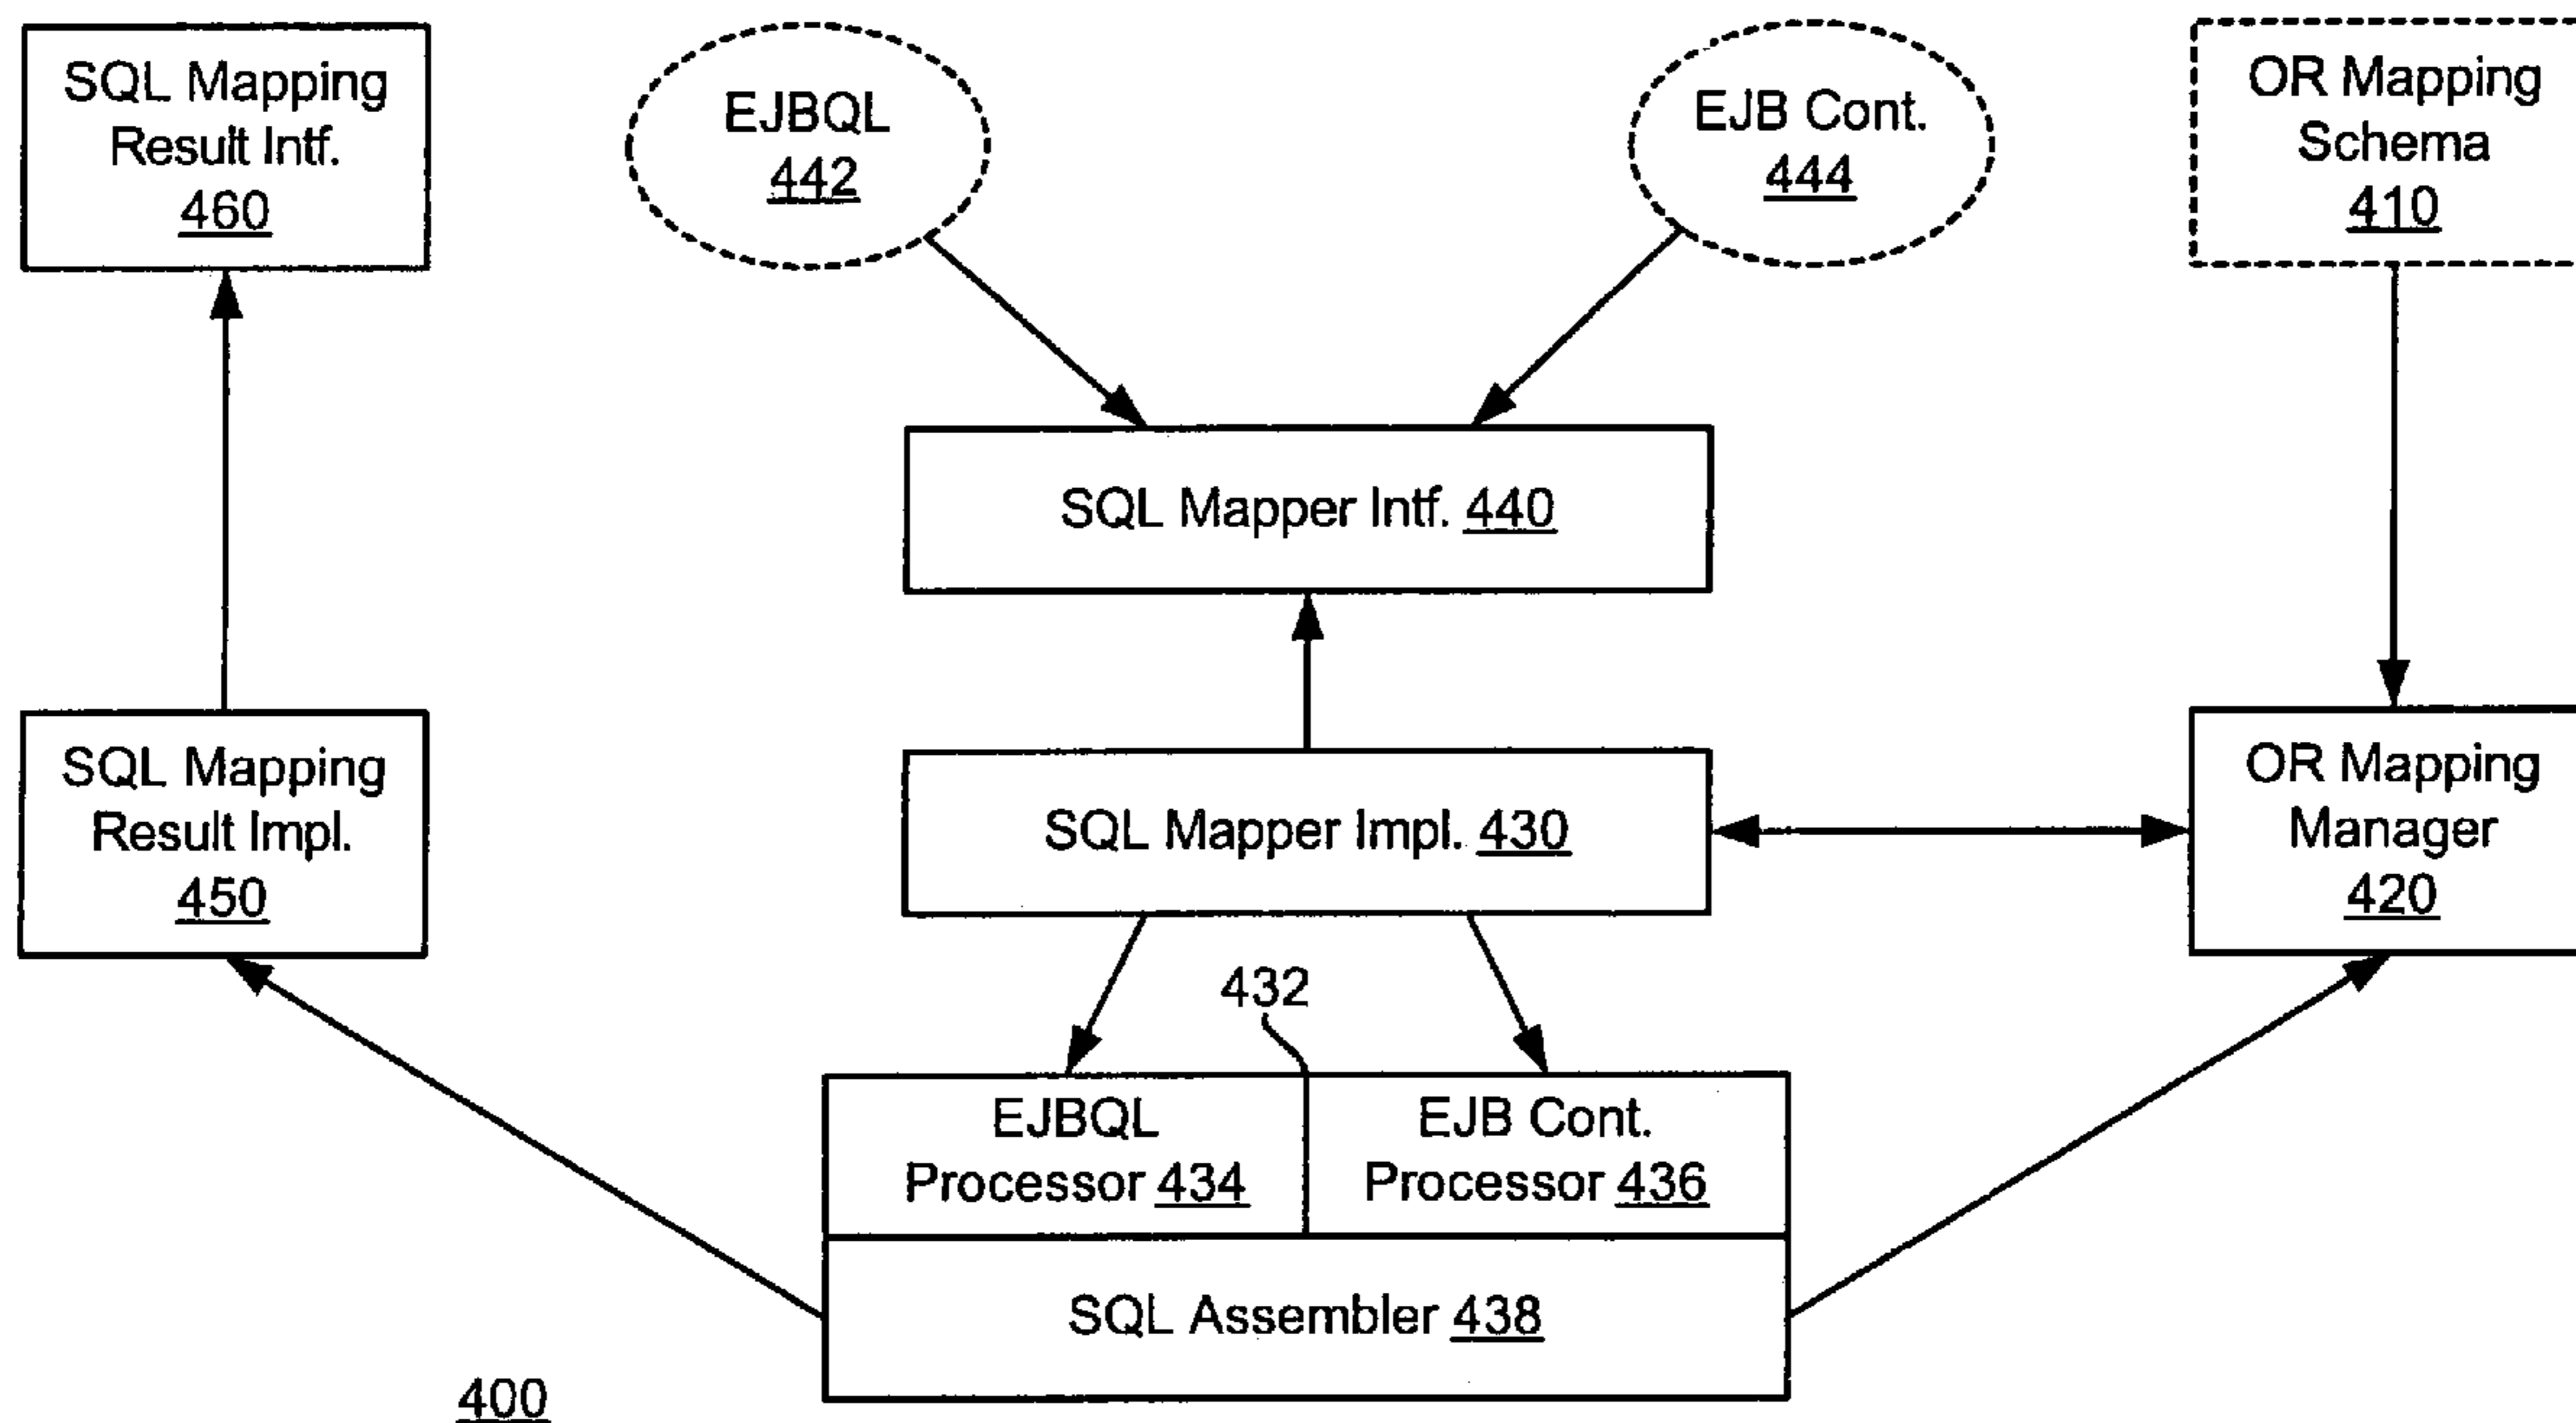 SQL Mapping
Result Intf.
460
EJBQL
442
EJB Cont.
444
OR Mapping
Schema
410
SQL Mapper Intf. 440
SQL Mapping
Result Impl.
450
SQL Mapper Impl. 430
OR Mapping
Manager
420
432
EJBQL
Processor 434
EJB Cont.
Processor 436
SQL Assembler 438
400